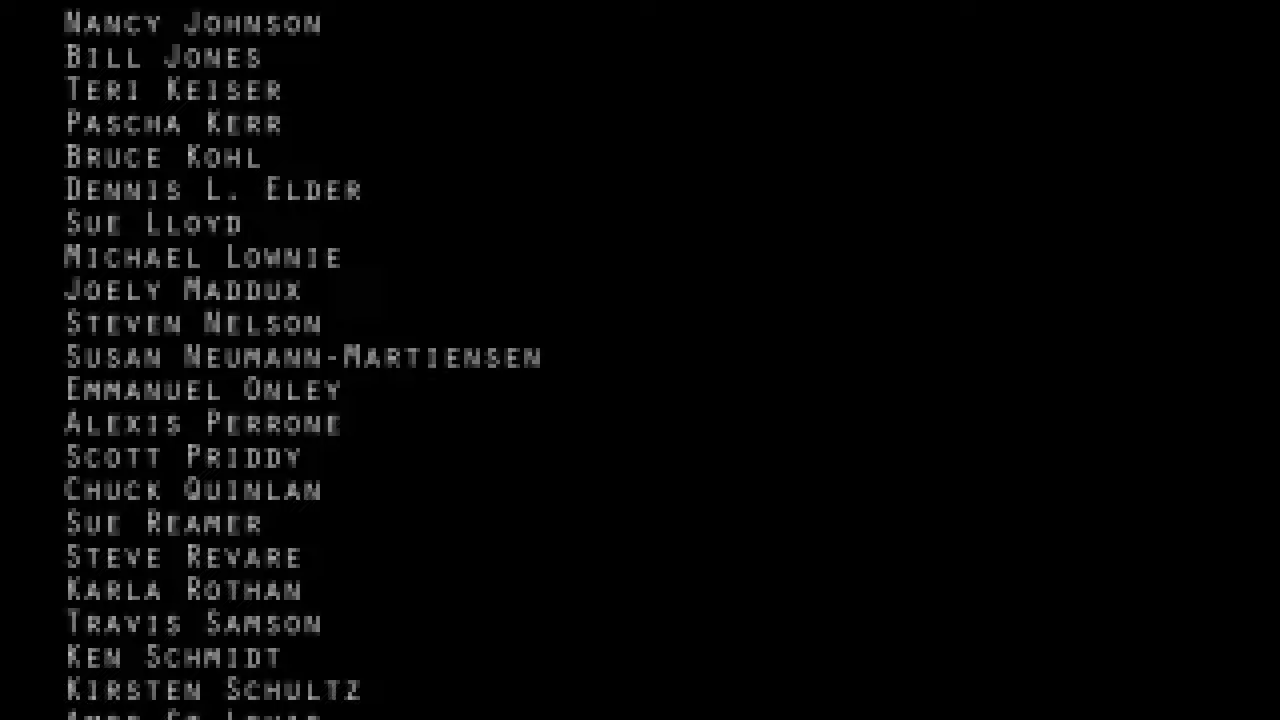 NANCY JOHNSON
BILL JONES
TERI KEISER
PASCHA KERR
BRUCE KOHL
DENNIS L. ELDER
SUE LLOYD
MICHAEL LOWNIE
JOELY MADDUX
STEVEN NELSON
SUSAN NEUMANN-MARTIENSEN
EMMANUEL ONLEY
ALEXIS PERRONE
SCOTT PRIDDY
CHUCK QUINLAN
SUE REAMER
STEVE REVARE
KARLA ROTHAN
TRAVIS SAMSON
KEN SCHMIDT
KIRSTEN SCHULTZ